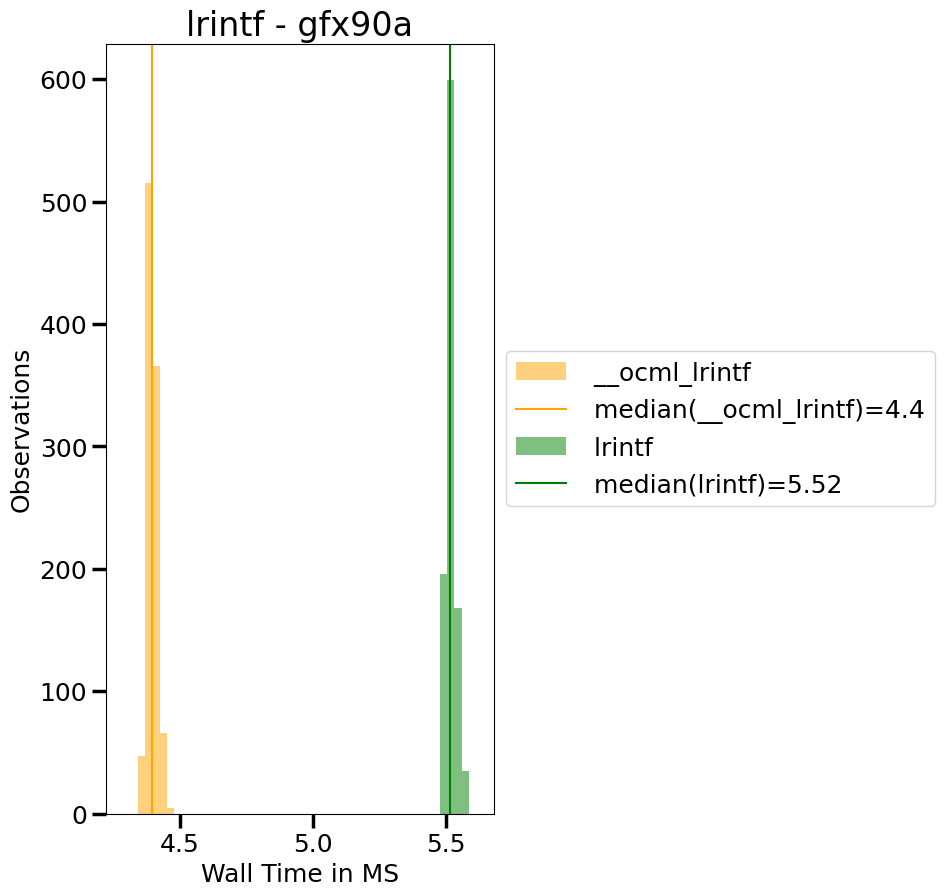 lrintf - gfx90a
600
500
400
300
200
100
0
Observations
4.5 5.0 5.5
Wall Time in MS
__ocml_lrintf
median(__ocml_lrintf)=4.4
lrintf
median(lrintf)=5.52